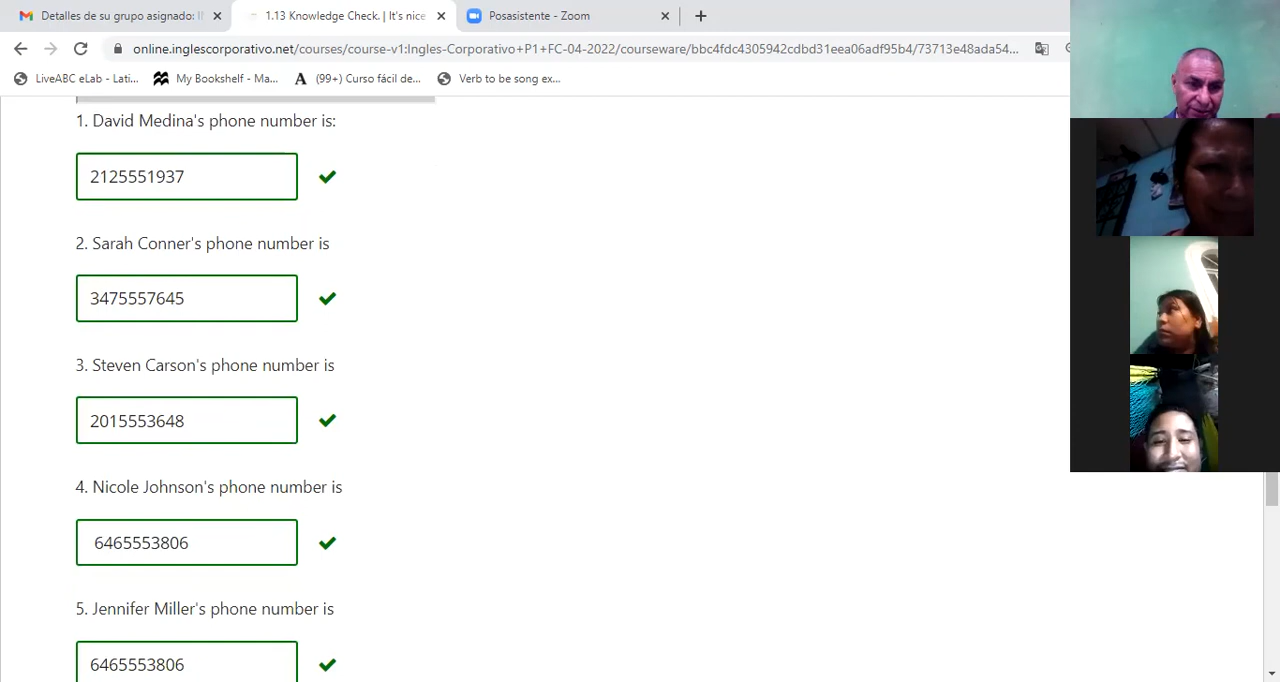 Detalles de su grupo asignado: II
1.13 Knowledge Check. | It's nice
Posasistente - Zoom
online.inglescorporativo.net/courses/course-v1:Ingles-Corporativo+P1+FC-04-2022/courseware/bbc4fdc4305942cdbd31eea06adf95b4/73713e48ada54...
LiveABC eLab - Lati... My Bookshelf - Ma... A (99+) Curso fácil de... Verb to be song ex...
1. David Medina's phone number is:
2125551937
2. Sarah Conner's phone number is
3475557645
3. Steven Carson's phone number is
2015553648
4. Nicole Johnson's phone number is
6465553806
5. Jennifer Miller's phone number is
6465553806